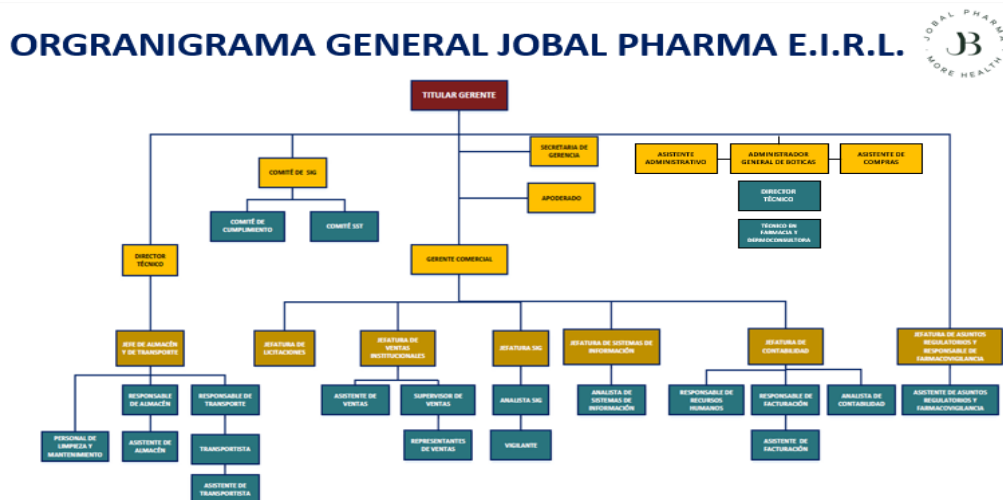 ORGRANIGRAMA GENERAL JOBAL PHARMA E.I.R.L.
JOBAL PHARMA
JB
MORE HEALTH
TITULAR GERENTE
SECRETARIA DE
GERENCIA
ASISTENTE
ADMINISTRATIVO
ADMINISTRADOR
GENERAL DE BOTICAS
ASISTENTE DE
COMPRAS
COMITÉ DE SIG
APODERADO
DIRECTOR
TÉCNICO
COMITÉ DE
CUMPLIMIENTO
COMITÉ SST
TÉCNICO EN
FARMACIA Y
DERMOCONSULTORA
DIRECTOR
TÉCNICO
GERENTE COMERCIAL
JEFE DE ALMACÉN
Y DE TRANSPORTE
JEFATURA DE
LICITACIONES
JEFATURA DE
VENTAS
INSTITUCIONALES
JEFATURA SIG
JEFATURA DE SISTEMAS DE
INFORMACIÓN
JEFATURA DE
CONTABILIDAD
JEFATURA DE ASUNTOS
REGULATORIOS Y
RESPONSABLE DE
FARMACOVIGILANCIA
RESPONSABLE
DE ALMACÉN
RESPONSABLE DE
TRANSPORTE
ASISTENTE DE
VENTAS
SUPERVISOR DE
VENTAS
ANALISTA SIG
ANALISTA DE
SISTEMAS DE
INFORMACIÓN
RESPONSABLE DE
RECURSOS
HUMANOS
RESPONSABLE DE
FACTURACIÓN
ANALISTA DE
CONTABILIDAD
ASISTENTE DE ASUNTOS
REGULATORIOS Y
FARMACOVIGILANCIA
PERSONAL DE
LIMPIEZA Y
MANTENIMIENTO
ASISTENTE DE
ALMACÉN
TRANSPORTISTA
REPRESENTANTES
DE VENTAS
VIGILANTE
ASISTENTE DE
FACTURACIÓN
ASISTENTE DE
TRANSPORTISTA